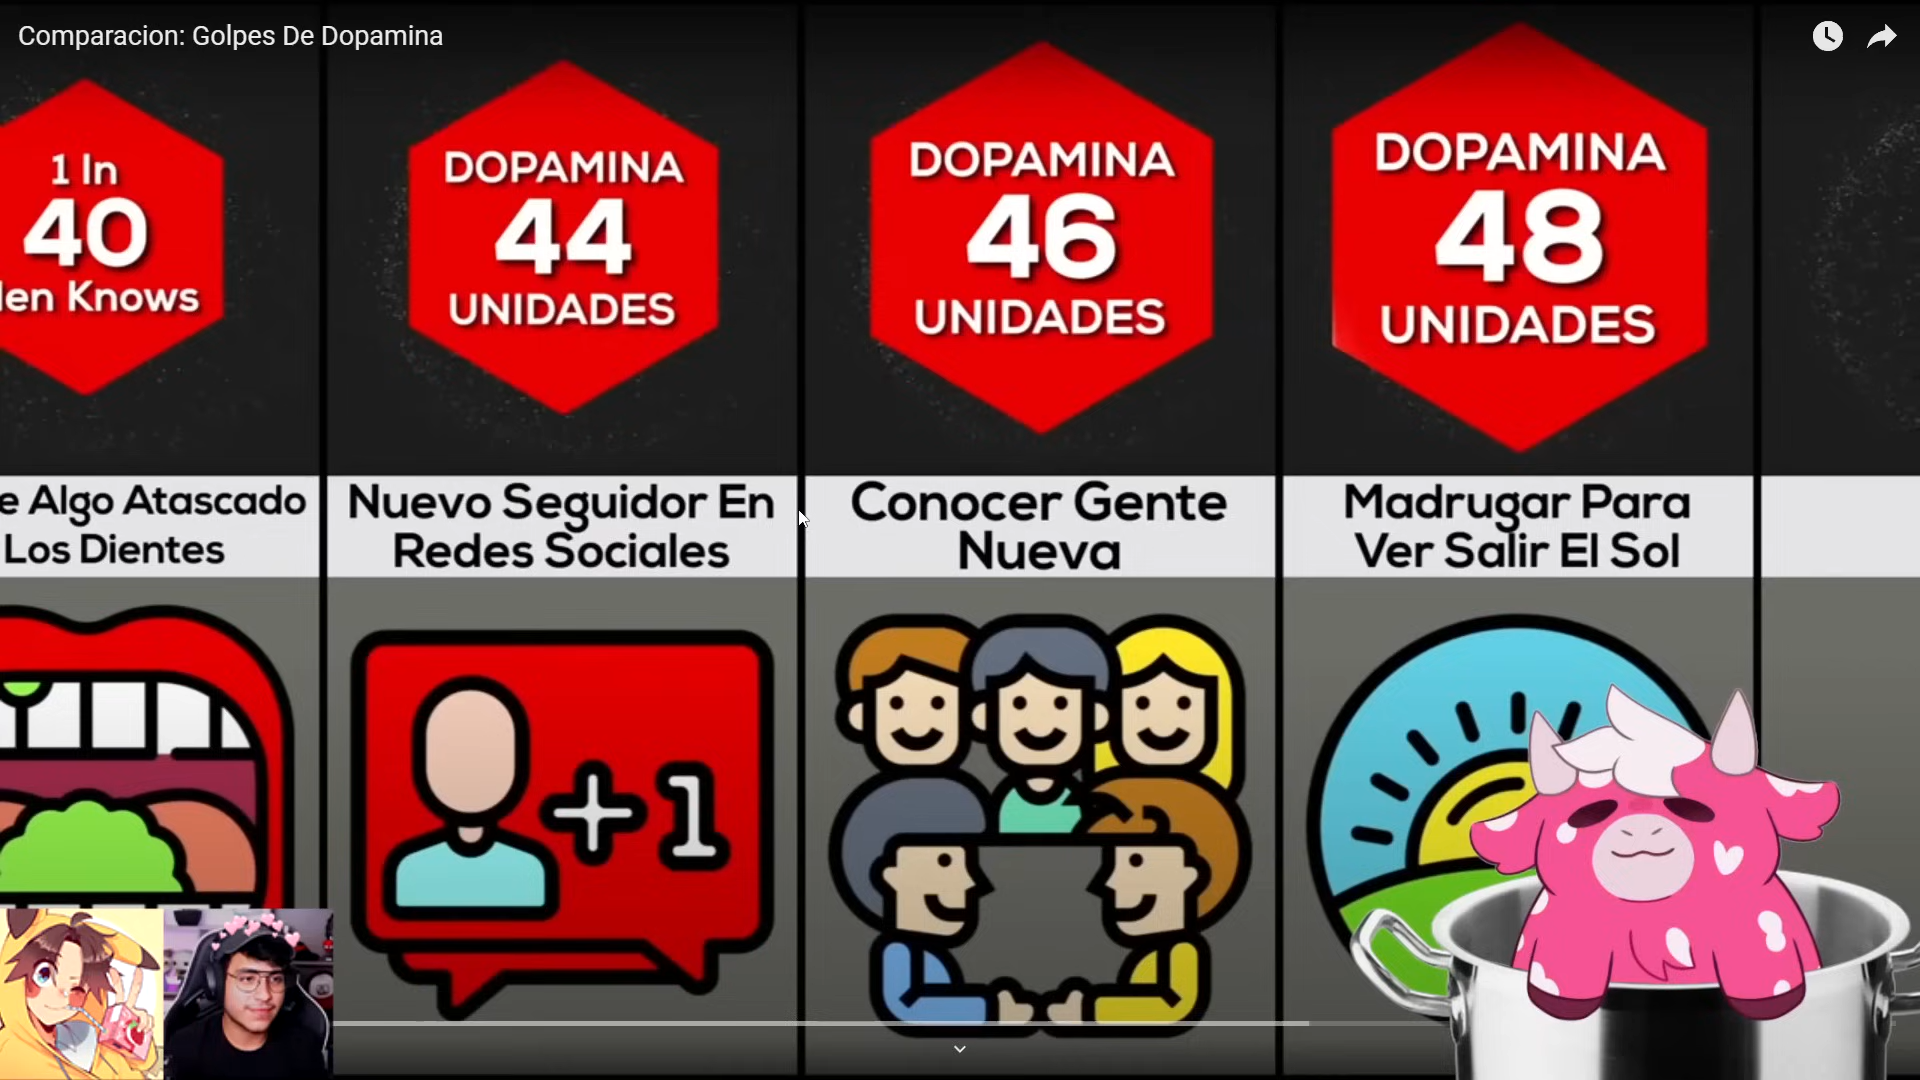 Comparacion: Golpes De Dopamina
1 In
40
Knows
Algo Atascado
Los Dientes
DOPAMINA
44
UNIDADES
Nuevo Seguidor En
Redes Sociales
+1
DOPAMINA
46
UNIDADES
Conocer Gente
Nueva
DOPAMINA
48
UNIDADES
Madrugar Para
Ver Salir El Sol